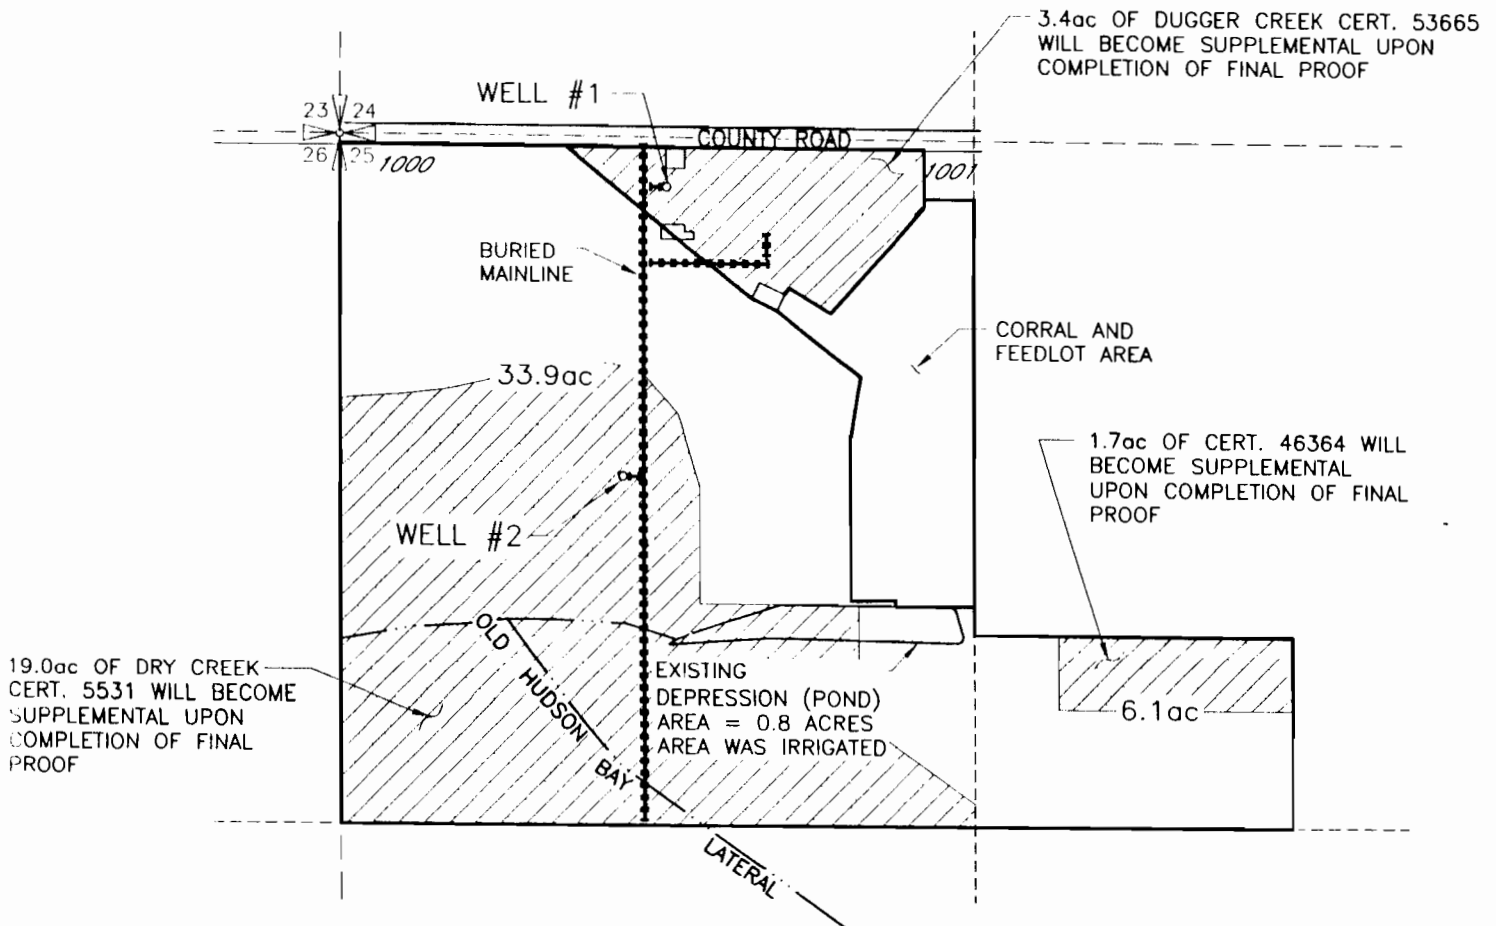 3.4ac OF DUGGER CREEK CERT. 53665
WILL BECOME SUPPLEMENTAL UPON
COMPLETION OF FINAL PROOF
WELL #1
23 24
COUNTY ROAD
26 25
1000
1001
BURIED
MAINLINE
CORRAL AND
FEEDLOT AREA
33.9ac
1.7ac OF CERT. 46364 WILL
BECOME SUPPLEMENTAL
UPON COMPLETION OF FINAL
PROOF
WELL #2
OLD
HUDSON
BAY
LATERAL
19.0ac OF DRY CREEK
CERT. 5531 WILL BECOME
SUPPLEMENTAL UPON
COMPLETION OF FINAL
PROOF
EXISTING
DEPRESSION (POND)
AREA = 0.8 ACRES
AREA WAS IRRIGATED
6.1ac